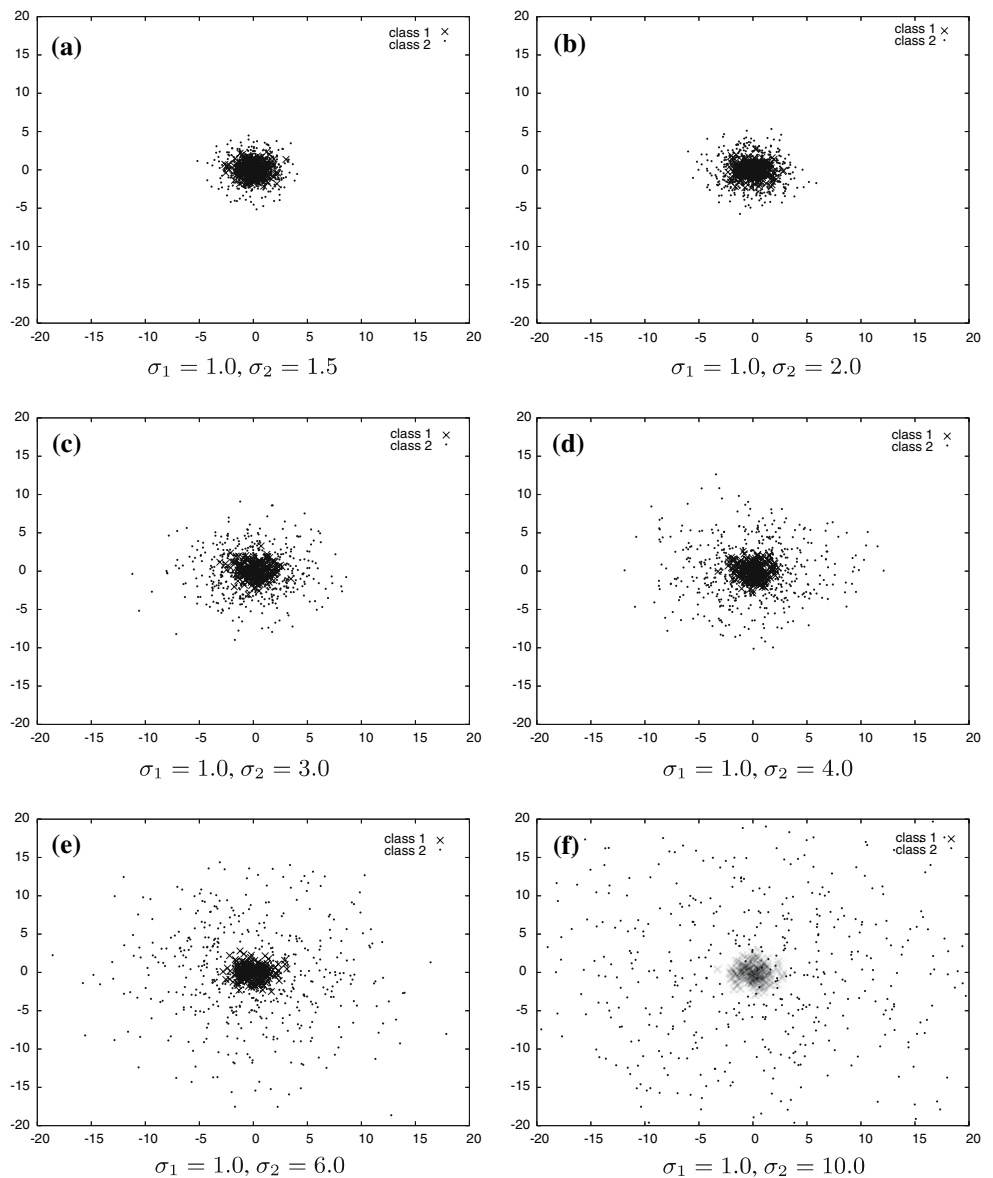 (a)
class 1 ×
class 2 ·
20
15
10
5
0
-5
-10
-15
-20
-20 -15 -10 -5 0 5 10 15 20
σ₁ = 1.0, σ₂ = 1.5
(b)
class 1 ×
class 2 ·
20
15
10
5
0
-5
-10
-15
-20
-20 -15 -10 -5 0 5 10 15 20
σ₁ = 1.0, σ₂ = 2.0
(c)
class 1 ×
class 2 ·
20
15
10
5
0
-5
-10
-15
-20
-20 -15 -10 -5 0 5 10 15 20
σ₁ = 1.0, σ₂ = 3.0
(d)
class 1 ×
class 2 ·
20
15
10
5
0
-5
-10
-15
-20
-20 -15 -10 -5 0 5 10 15 20
σ₁ = 1.0, σ₂ = 4.0
(e)
class 1 ×
class 2 ·
20
15
10
5
0
-5
-10
-15
-20
-20 -15 -10 -5 0 5 10 15 20
σ₁ = 1.0, σ₂ = 6.0
(f)
class 1 ×
class 2 ·
20
15
10
5
0
-5
-10
-15
-20
-20 -15 -10 -5 0 5 10 15 20
σ₁ = 1.0, σ₂ = 10.0